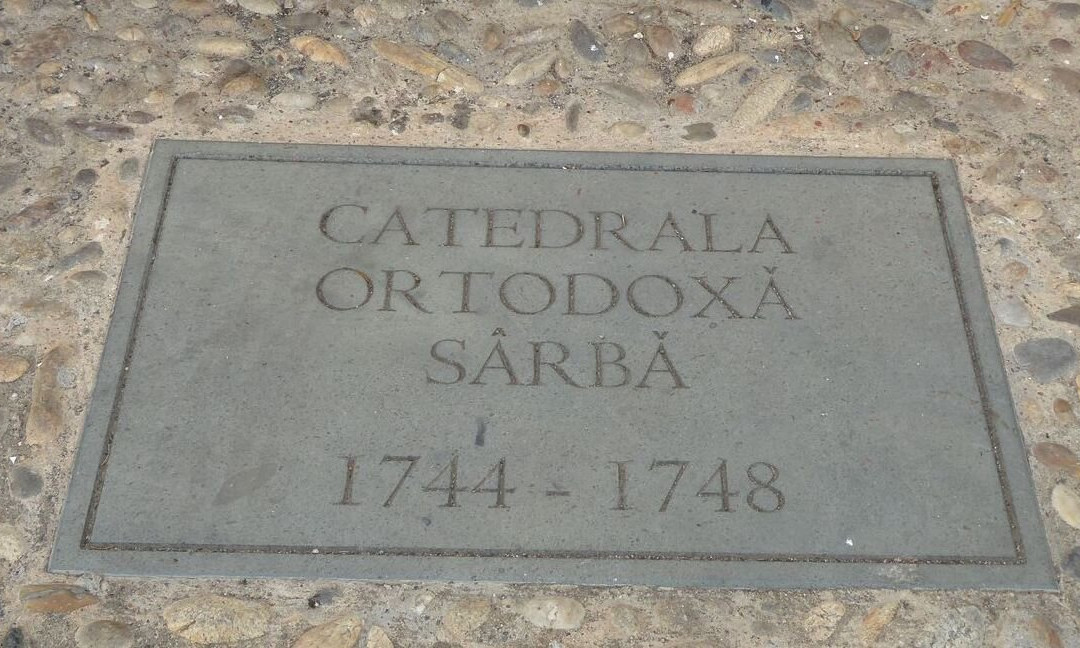 CATEDRALA
ORTODOXĂ
SÂRBĂ
1744 - 1748